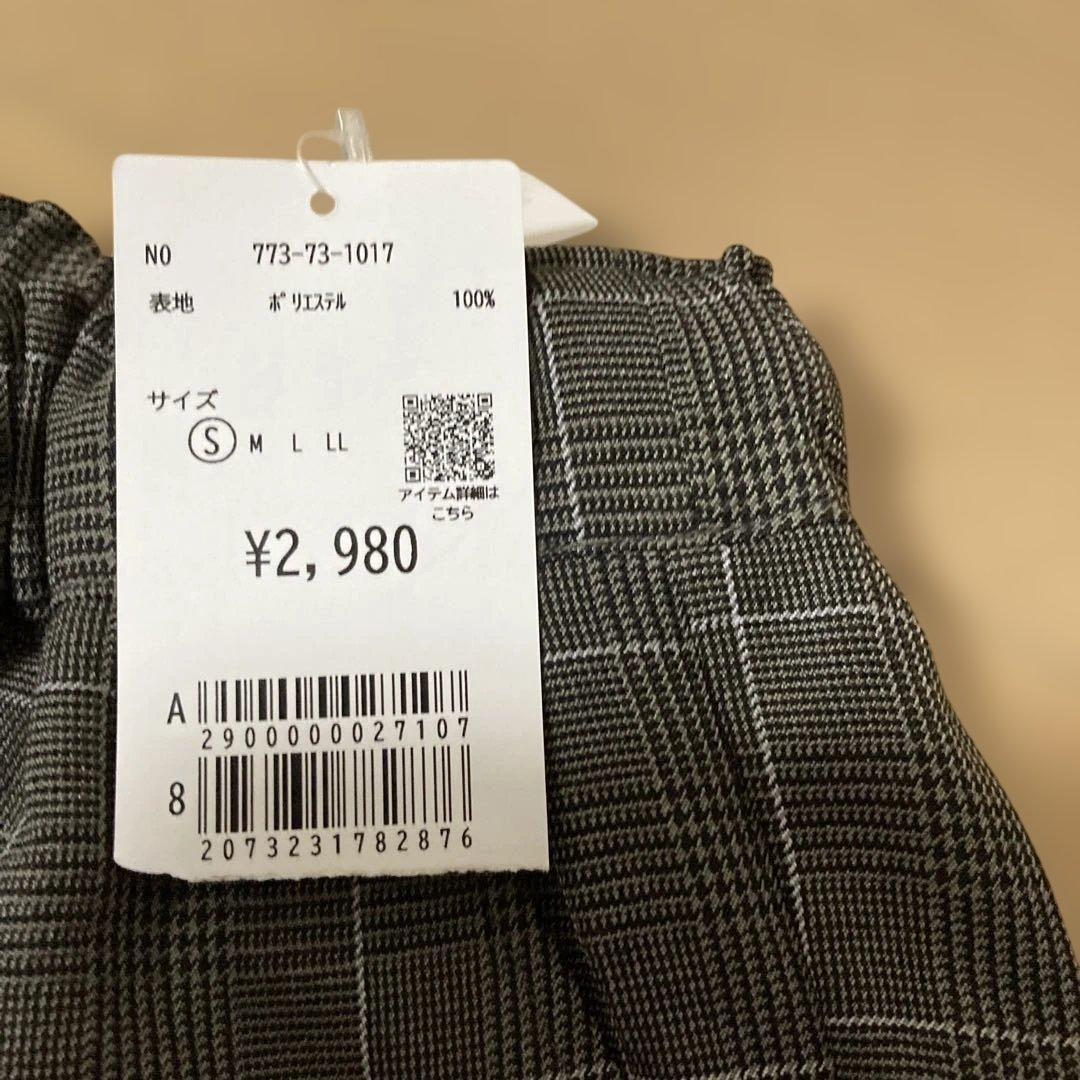 NO 773-73-1017
表地 ポリエステル 100%
サイズ
S M L LL
アイテム詳細は
こちら
¥2,980
A
2900000027107
8
2073231782876